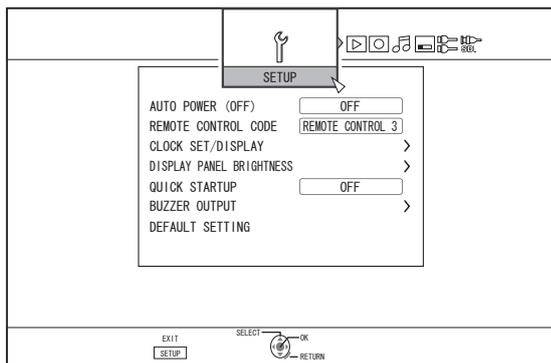 SETUP
AUTO POWER (OFF) OFF
REMOTE CONTROL CODE REMOTE CONTROL 3
CLOCK SET/DISPLAY
DISPLAY PANEL BRIGHTNESS
QUICK STARTUP OFF
BUZZER OUTPUT
DEFAULT SETTING
EXIT
SETUP
SELECT
OK
RETURN